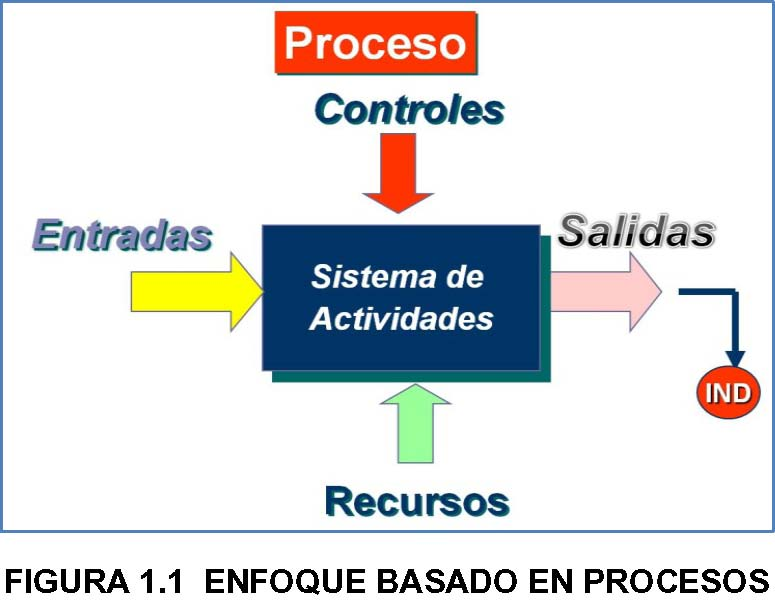 Proceso
Controles
Entradas
Salidas
Sistema de
Actividades
IND
Recursos
FIGURA 1.1 ENFOQUE BASADO EN PROCESOS